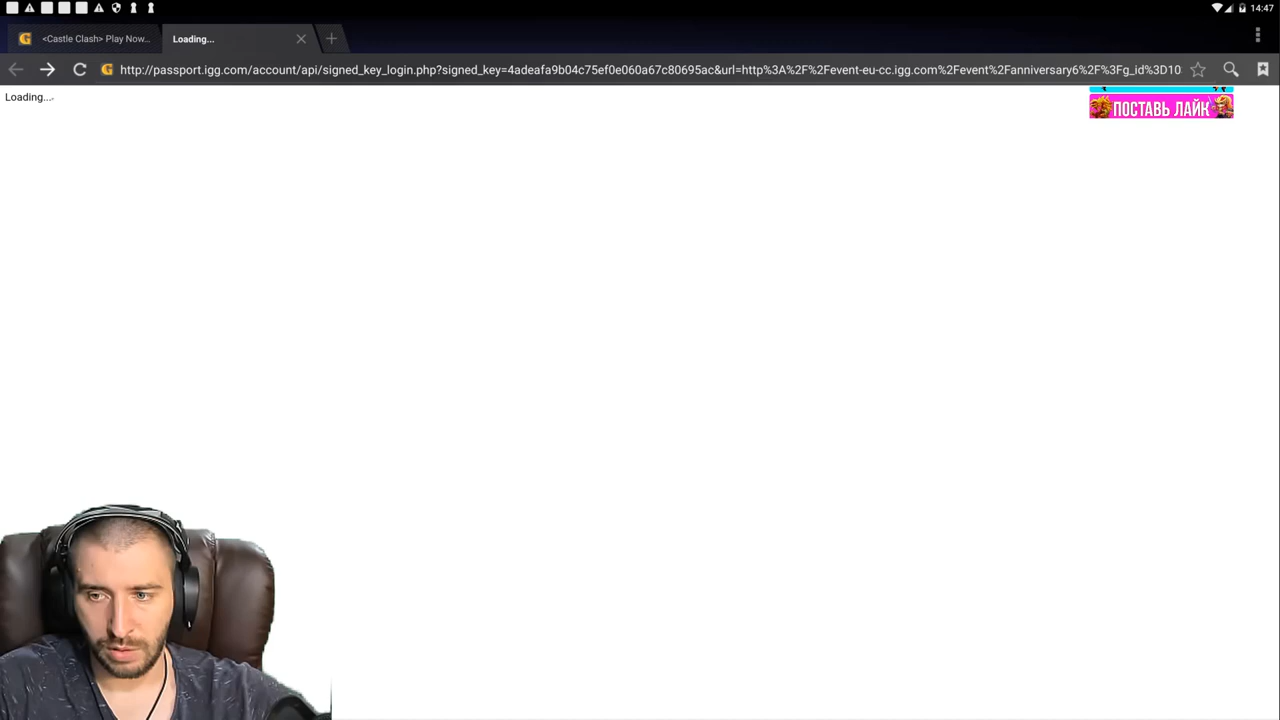 14:47
<Castle Clash> Play Now...
Loading...
http://passport.igg.com/account/api/signed_key_login.php?signed_key=4adeafa9b04c75ef0e060a67c80695ac&url=http%3A%2F%2Fevent-eu-cc.igg.com%2Fevent%2Fanniversary6%2F%3Fg_id%3D10
Loading...
ПОСТАВЬ ЛАЙК